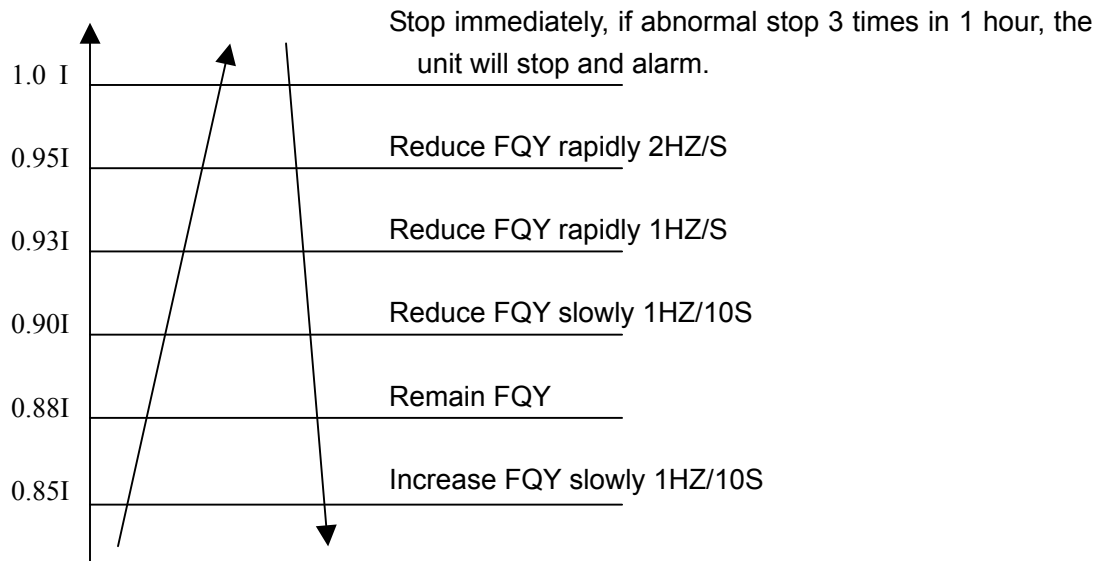 Stop immediately, if abnormal stop 3 times in 1 hour, the
unit will stop and alarm.
1.0 I
Reduce FQY rapidly 2HZ/S
0.95I
Reduce FQY rapidly 1HZ/S
0.93I
Reduce FQY slowly 1HZ/10S
0.90I
Remain FQY
0.88I
Increase FQY slowly 1HZ/10S
0.85I